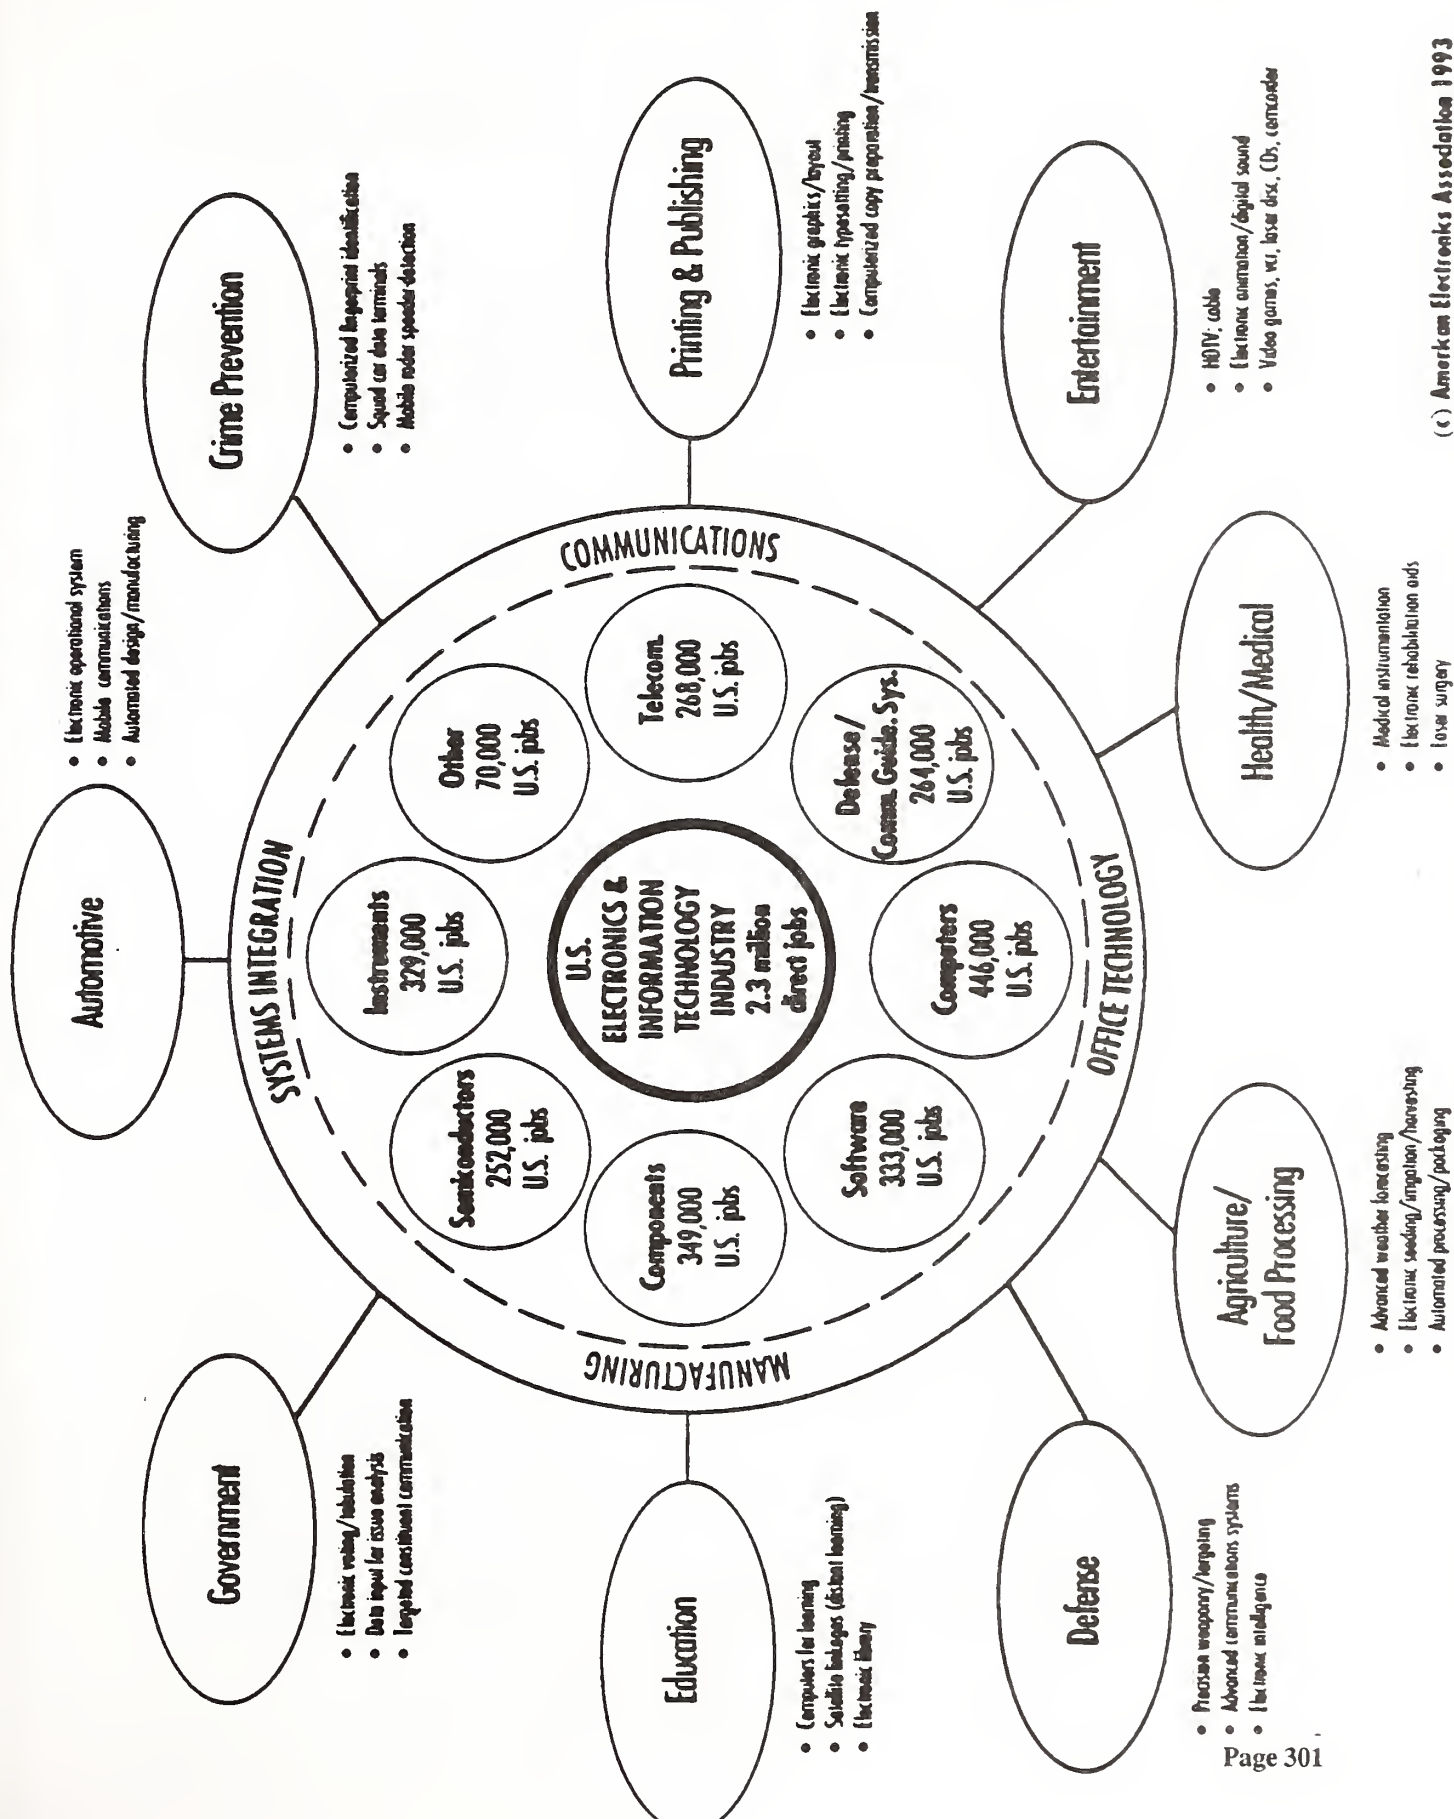 Automotive
• Electronic operational system
• Mobile communications
• Automated design/manufacturing
Government
• Electronic voting/tabulation
• Data input for issue analysis
• Targeted constituent communication
Crime Prevention
• Computerized fingerprint identification
• Squad car data terminals
• Mobile radar speeder detection
SYSTEMS INTEGRATION
Education
• Computers for learning
• Satellite linkages (distant learning)
• Electronic library
MANUFACTURING
Semiconductors
252,000
U.S. jobs
Instruments
329,000
U.S. jobs
Other
70,000
U.S. jobs
Components
349,000
U.S. jobs
U.S.
ELECTRONICS &
INFORMATION
TECHNOLOGY
INDUSTRY
2.3 million
direct jobs
Telecom.
268,000
U.S. jobs
Software
333,000
U.S. jobs
Computers
446,000
U.S. jobs
Defense/
Comm. Guide. Sys.
264,000
U.S. jobs
COMMUNICATIONS
Printing & Publishing
• Electronic graphics/layout
• Electronic typesetting/printing
• Computerized copy preparation/transmission
OFFICE TECHNOLOGY
Defense
• Precision weaponry/targeting
• Advanced communications systems
• Electronic intelligence
Agriculture/
Food Processing
• Advanced weather forecasting
• Electronic seeding/irrigation/harvesting
• Automated processing/packaging
Health/Medical
• Medical instrumentation
• Electronic rehabilitation aids
• Laser surgery
Entertainment
• HDTV; cable
• Electronic animation/digital sound
• Video games, vcr, laser disc, CDs, camcorder
(c) American Electronics Association 1993
Page 301